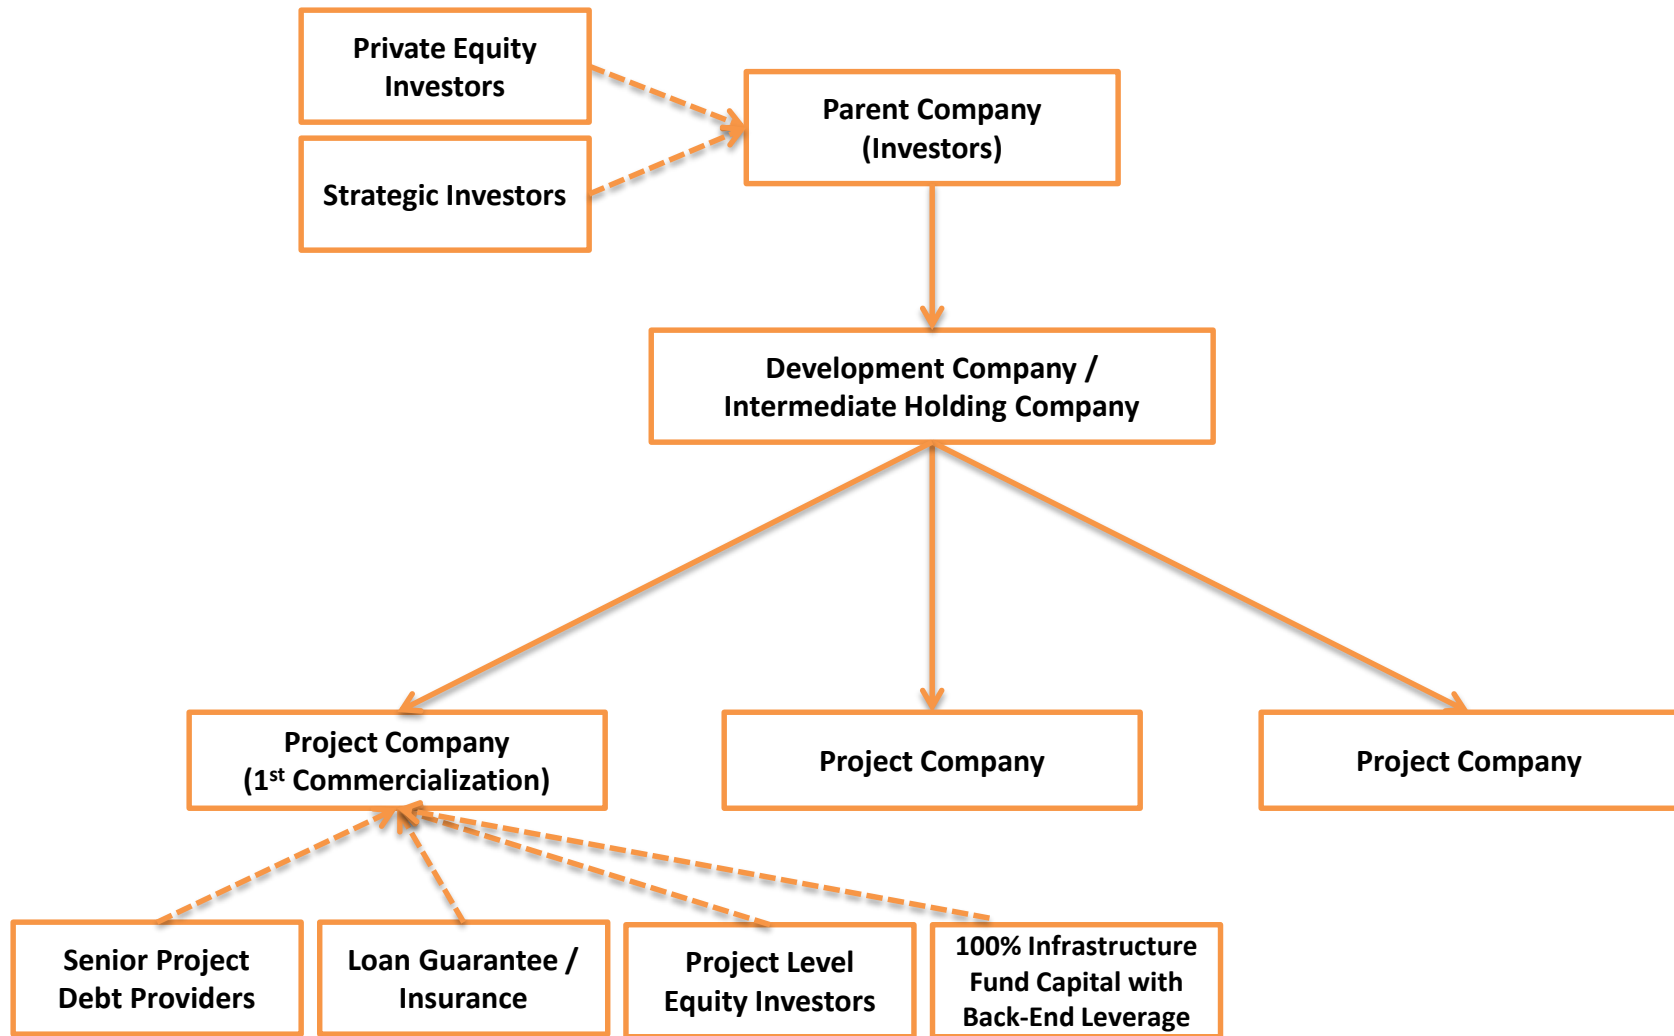 Private Equity
Investors
Strategic Investors
Parent Company
(Investors)
Development Company /
Intermediate Holding Company
Project Company
(1st Commercialization)
Project Company
Project Company
Senior Project
Debt Providers
Loan Guarantee /
Insurance
Project Level
Equity Investors
100% Infrastructure
Fund Capital with
Back-End Leverage